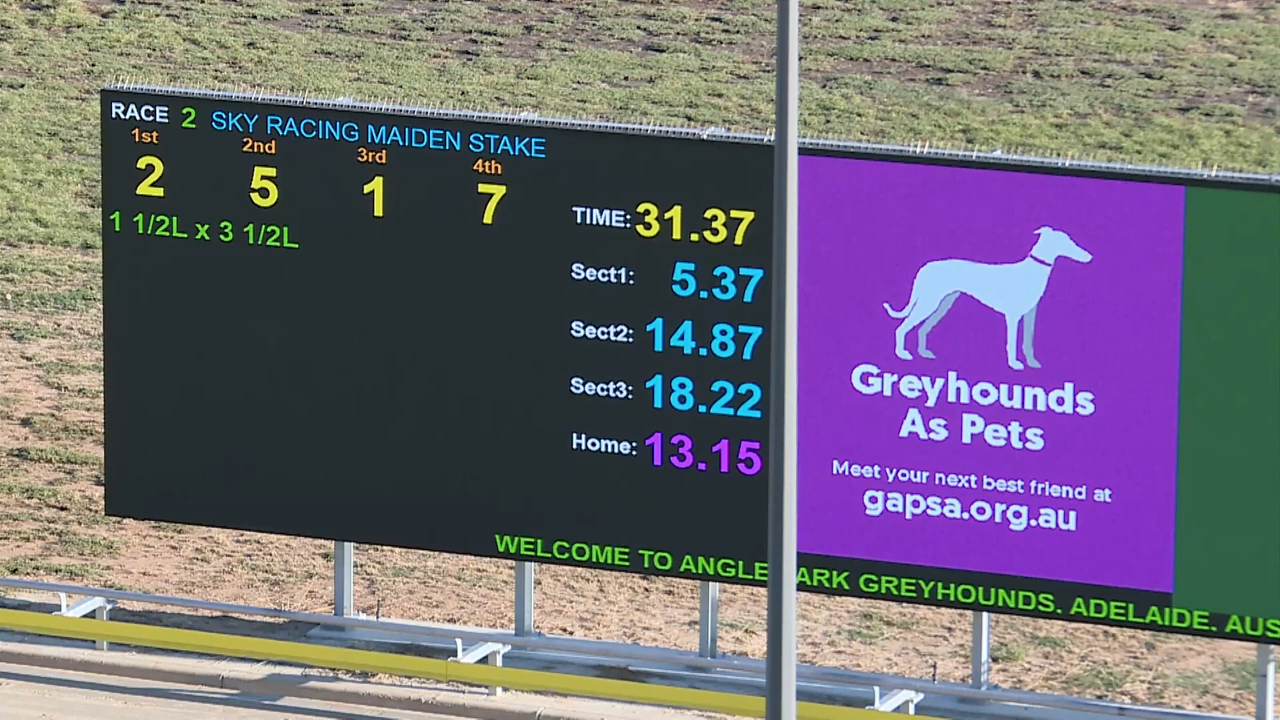 RACE 2 SKY RACING MAIDEN STAKE
1st 2nd 3rd 4th
2 5 1 7
1 1/2L x 3 1/2L
TIME: 31.37
Sect1: 5.37
Sect2: 14.87
Sect3: 18.22
Home: 13.15
Greyhounds
As Pets
Meet your next best friend at
gapsa.org.au
WELCOME TO ANGLE ARK GREYHOUNDS. ADELAIDE. AUS